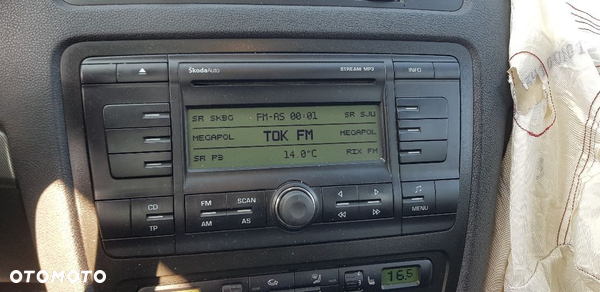 ŠkodaAuto STREAM MP3 INFO
SR SKBG FM-AS 00:01 SR SJU
MEGAPOL TOK FM MEGAPOL
SR P3 14.0°C RIX FM
CD FM SCAN
TP AM AS MENU
16.5
OTOMOTO